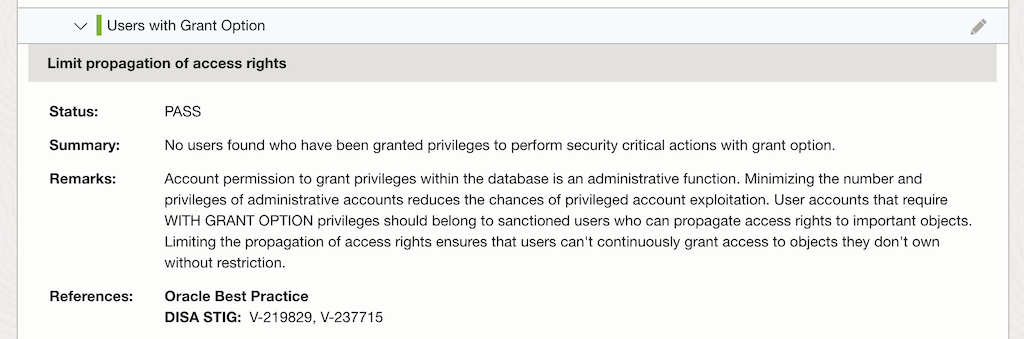 Users with Grant Option
Limit propagation of access rights
Status: PASS
Summary: No users found who have been granted privileges to perform security critical actions with grant option.
Remarks: Account permission to grant privileges within the database is an administrative function. Minimizing the number and
privileges of administrative accounts reduces the chances of privileged account exploitation. User accounts that require
WITH GRANT OPTION privileges should belong to sanctioned users who can propagate access rights to important objects.
Limiting the propagation of access rights ensures that users can't continuously grant access to objects they don't own
without restriction.
References: Oracle Best Practice
DISA STIG: V-219829, V-237715